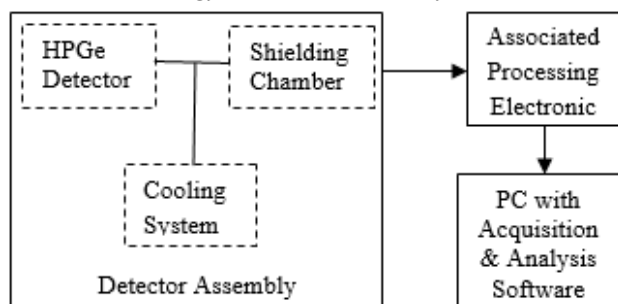 HPGe
Detector
Shielding
Chamber
Cooling
System
Detector Assembly
Associated
Processing
Electronic
PC with
Acquisition
& Analysis
Software